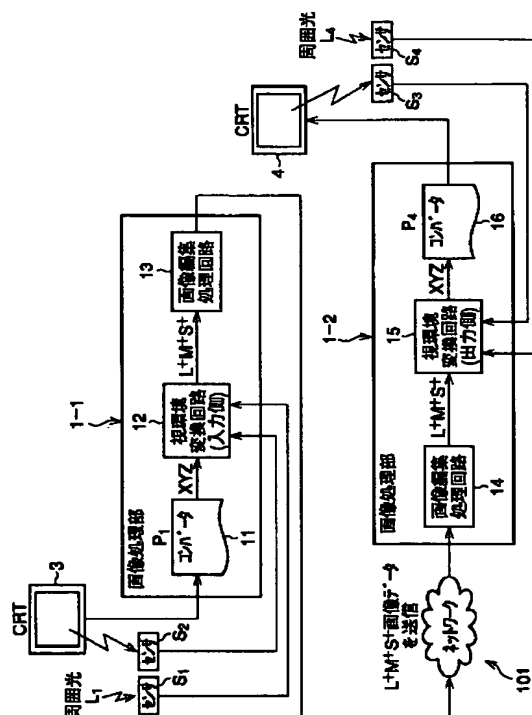 CRT
3
周囲光
L1
センサ
S1
センサ
S2
1-1
画像処理部
P1
コンバータ
11
XYZ
12
視環境
変換回路
(入力側)
L+M+S+
13
画像編集
処理回路
CRT
4
周囲光
L4
センサ
S4
センサ
S3
1-2
画像処理部
L+M+S+画像データ
を送信
ネットワーク
101
画像編集
処理回路
14
L+M+S+
15
視環境
変換回路
(出力側)
XYZ
P4
コンバータ
16